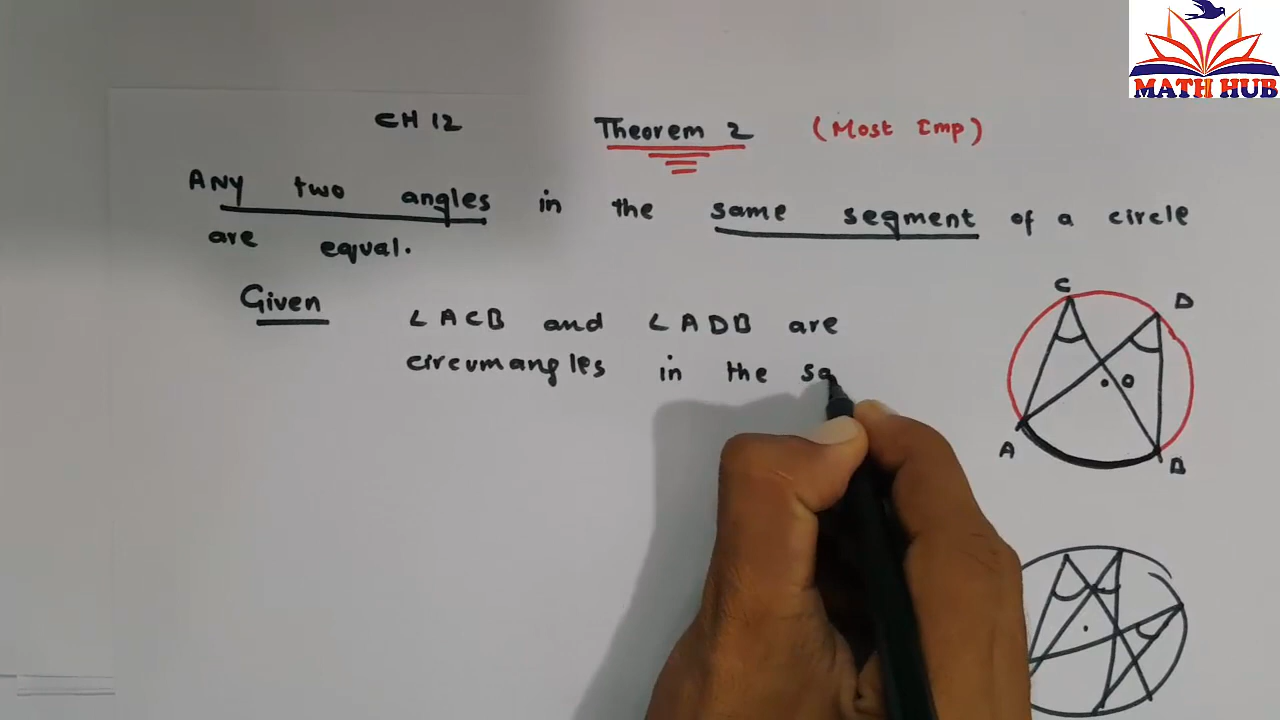 MATH HUB
CH 12 Theorem 2 (Most Imp)
Any two angles in the same segment of a circle
are equal.
Given ∠ACB and ∠ADB are
circumangles in the sa
C
D
O
A
B